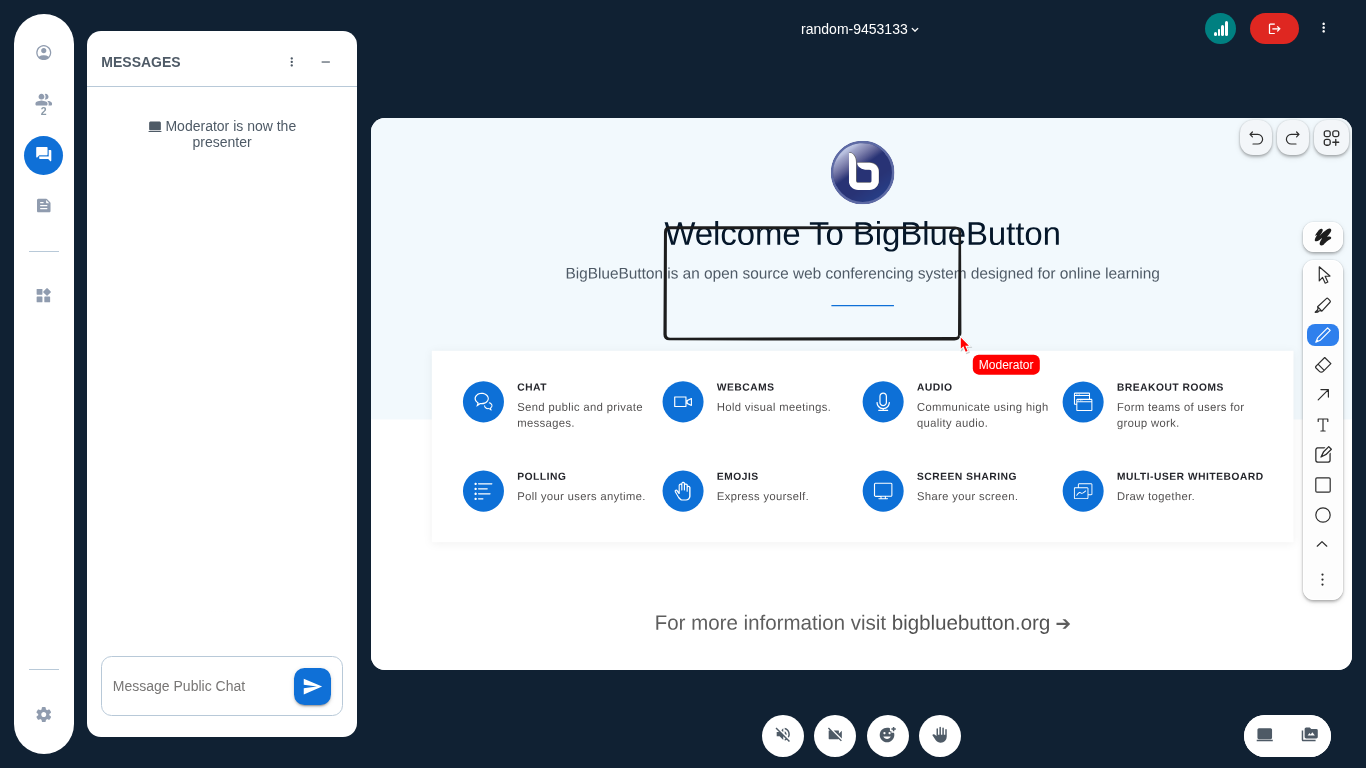 random-9453133
MESSAGES
2
Moderator is now the
presenter
Welcome To BigBlueButton
BigBlueButton is an open source web conferencing system designed for online learning
Moderator
CHAT
Send public and private
messages.
WEBCAMS
Hold visual meetings.
AUDIO
Communicate using high
quality audio.
BREAKOUT ROOMS
Form teams of users for
group work.
POLLING
Poll your users anytime.
EMOJIS
Express yourself.
SCREEN SHARING
Share your screen.
MULTI-USER WHITEBOARD
Draw together.
For more information visit bigbluebutton.org ➔
Message Public Chat